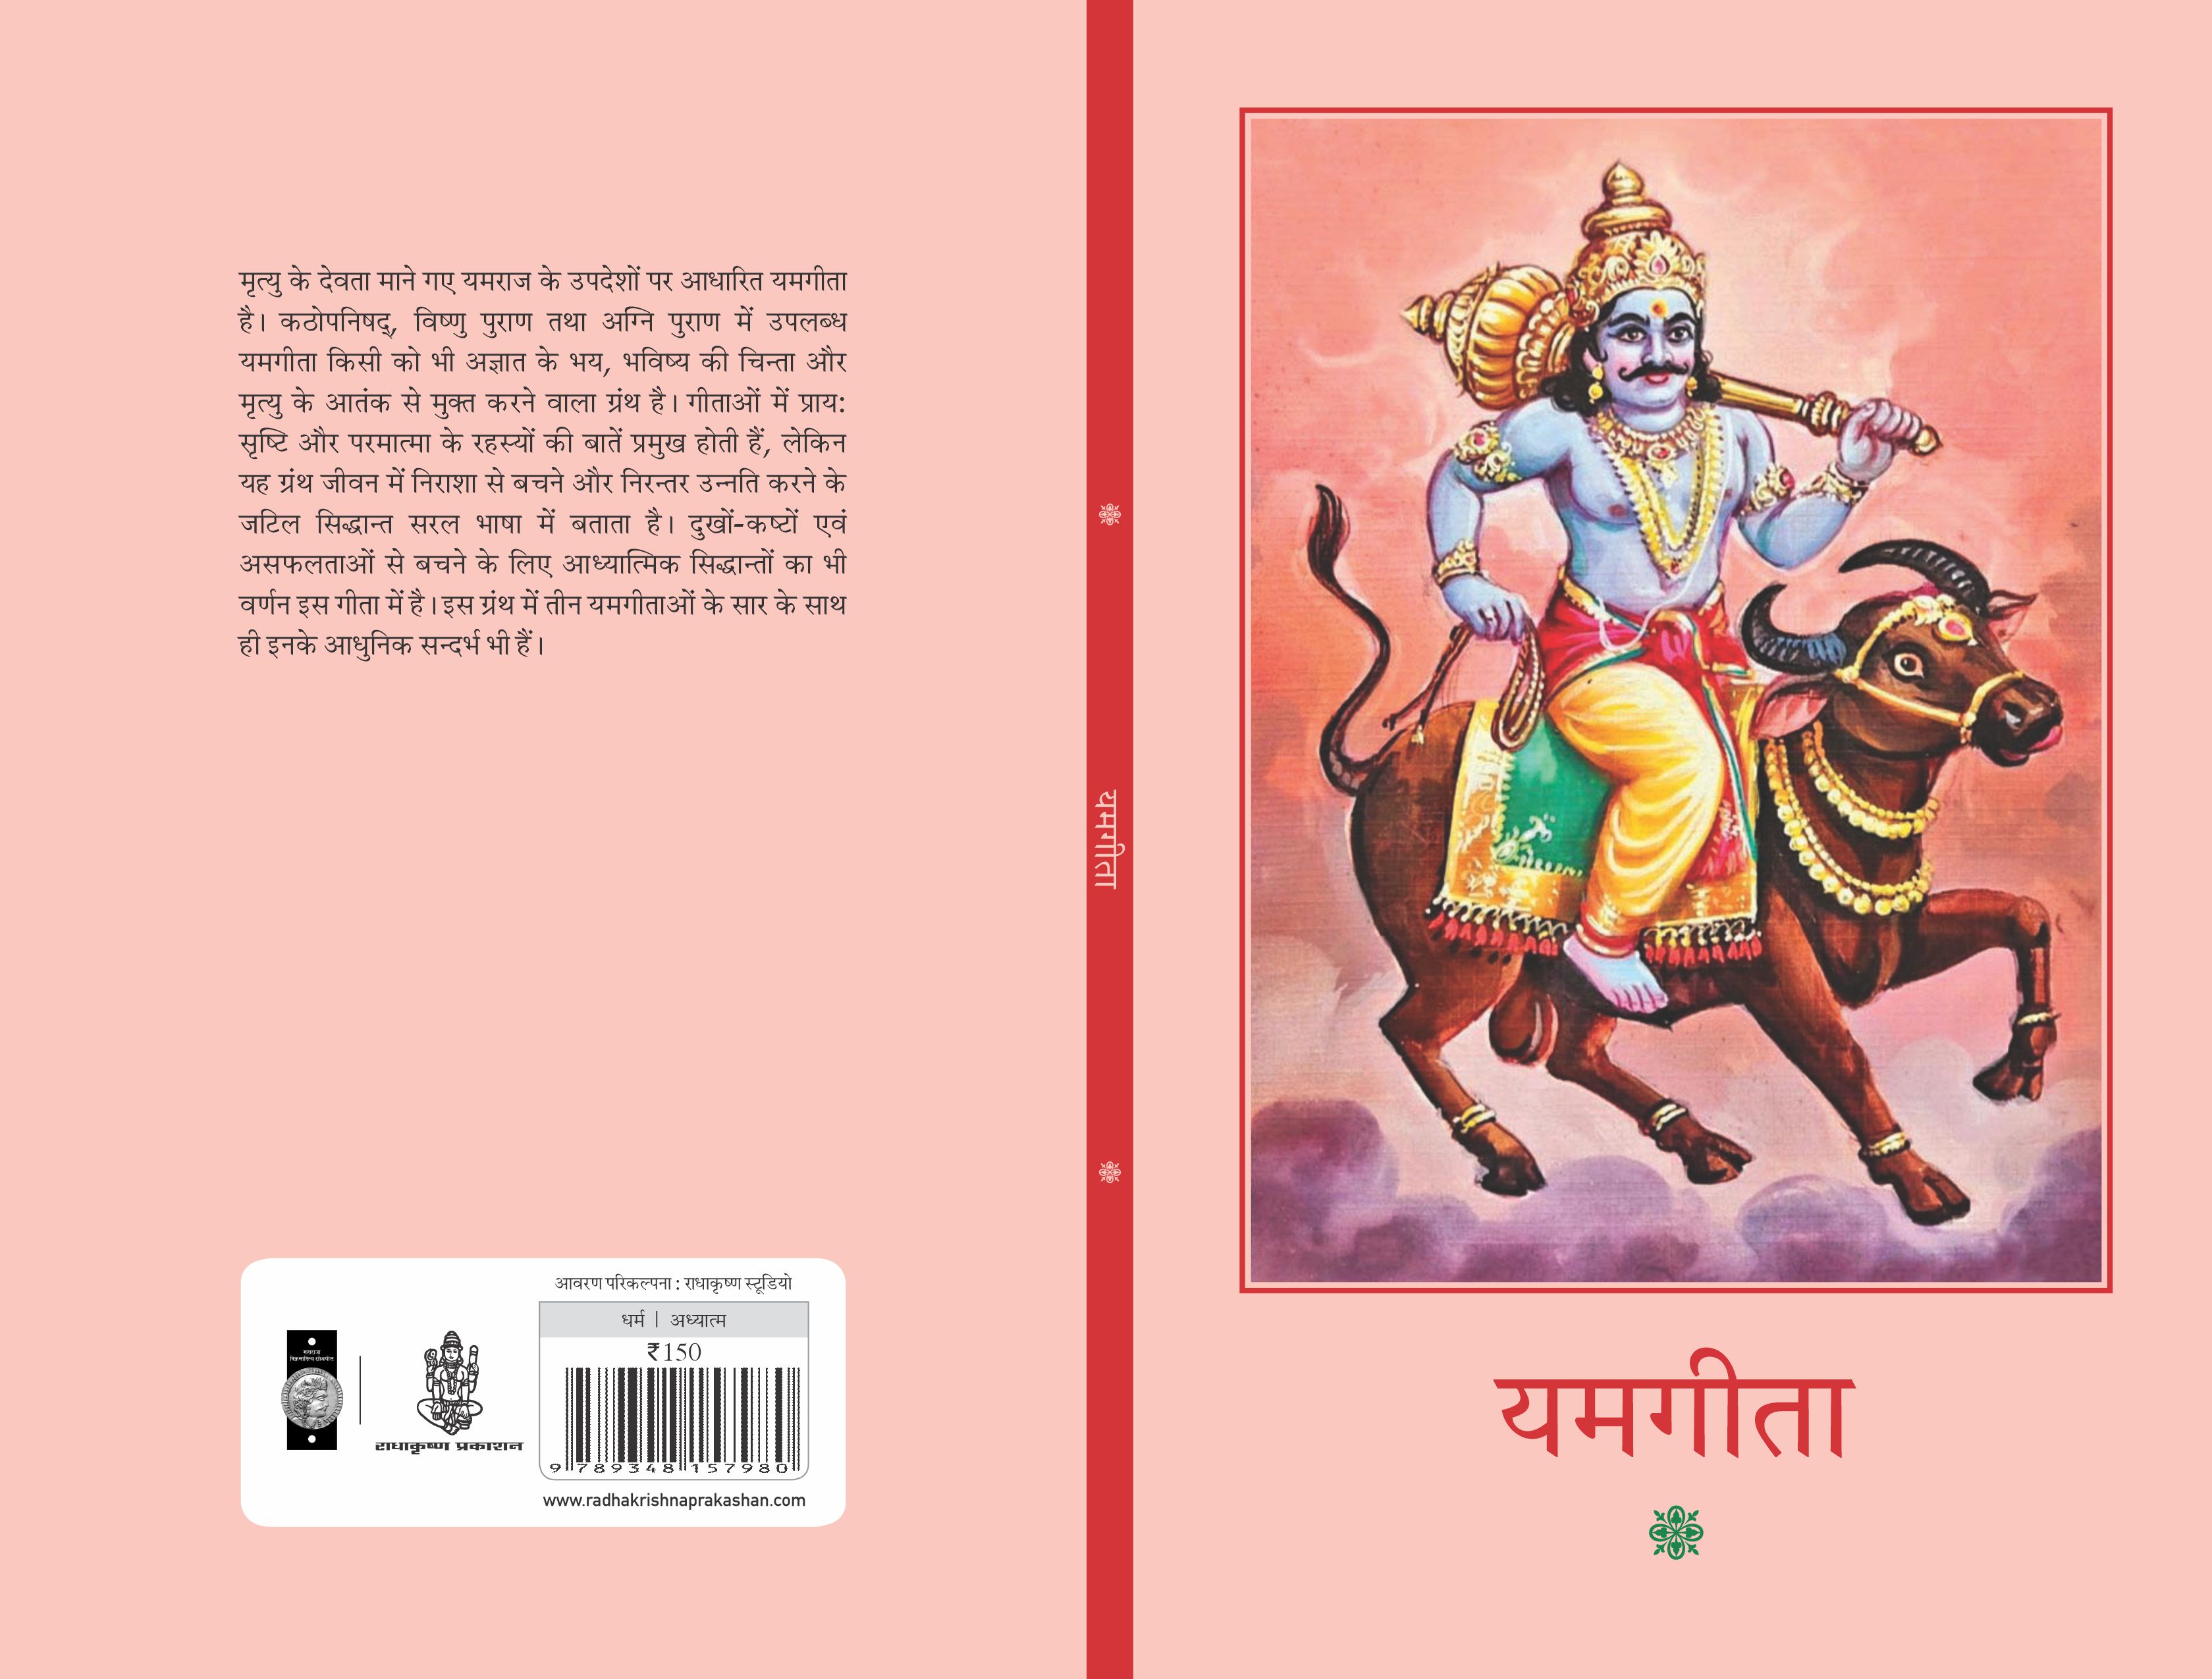 मृत्यु के देवता माने गए यमराज के उपदेशों पर आधारित यमगीता
है। कठोपनिषद्, विष्णु पुराण तथा अग्नि पुराण में उपलब्ध
यमगीता किसी को भी अज्ञात के भय, भविष्य की चिन्ता और
मृत्यु के आतंक से मुक्त करने वाला ग्रंथ है। गीताओं में प्राय:
सृष्टि और परमात्मा के रहस्यों की बातें प्रमुख होती हैं, लेकिन
यह ग्रंथ जीवन में निराशा से बचने और निरन्तर उन्नति करने के
जटिल सिद्धान्त सरल भाषा में बताता है। दुखों-कष्टों एवं
असफलताओं से बचने के लिए आध्यात्मिक सिद्धान्तों का भी
वर्णन इस गीता में है। इस ग्रंथ में तीन यमगीताओं के सार के साथ
ही इनके आधुनिक सन्दर्भ भी हैं।
आवरण परिकल्पना : राधाकृष्ण स्टूडियो
धर्म | अध्यात्म
₹150
9 789348 157980
www.radhakrishnaprakashan.com
महाराजा
विक्रमादित्य शोधपीठ
राधाकृष्ण प्रकाशन
यमगीता
यमगीता